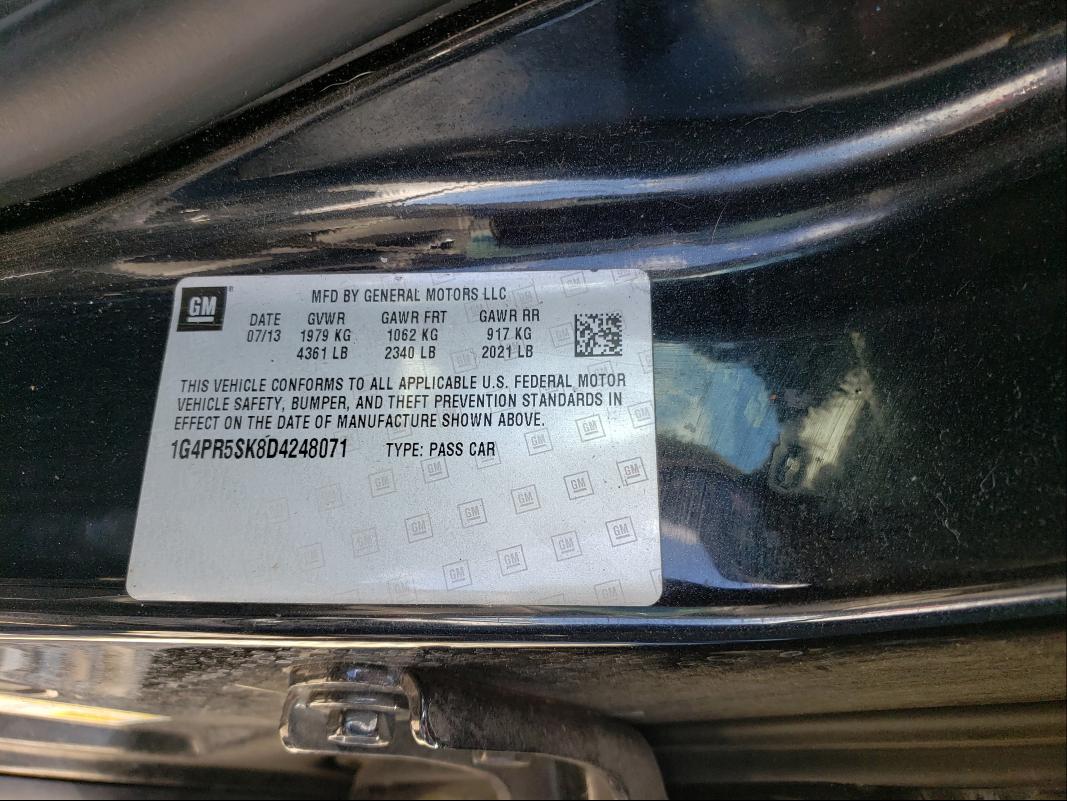 GM
MFD BY GENERAL MOTORS LLC
DATE GVWR GAWR FRT GAWR RR
07/13 1979 KG 1062 KG 917 KG
4361 LB 2340 LB 2021 LB
THIS VEHICLE CONFORMS TO ALL APPLICABLE U.S. FEDERAL MOTOR
VEHICLE SAFETY, BUMPER, AND THEFT PREVENTION STANDARDS IN
EFFECT ON THE DATE OF MANUFACTURE SHOWN ABOVE.
1G4PR5SK8D4248071 TYPE: PASS CAR